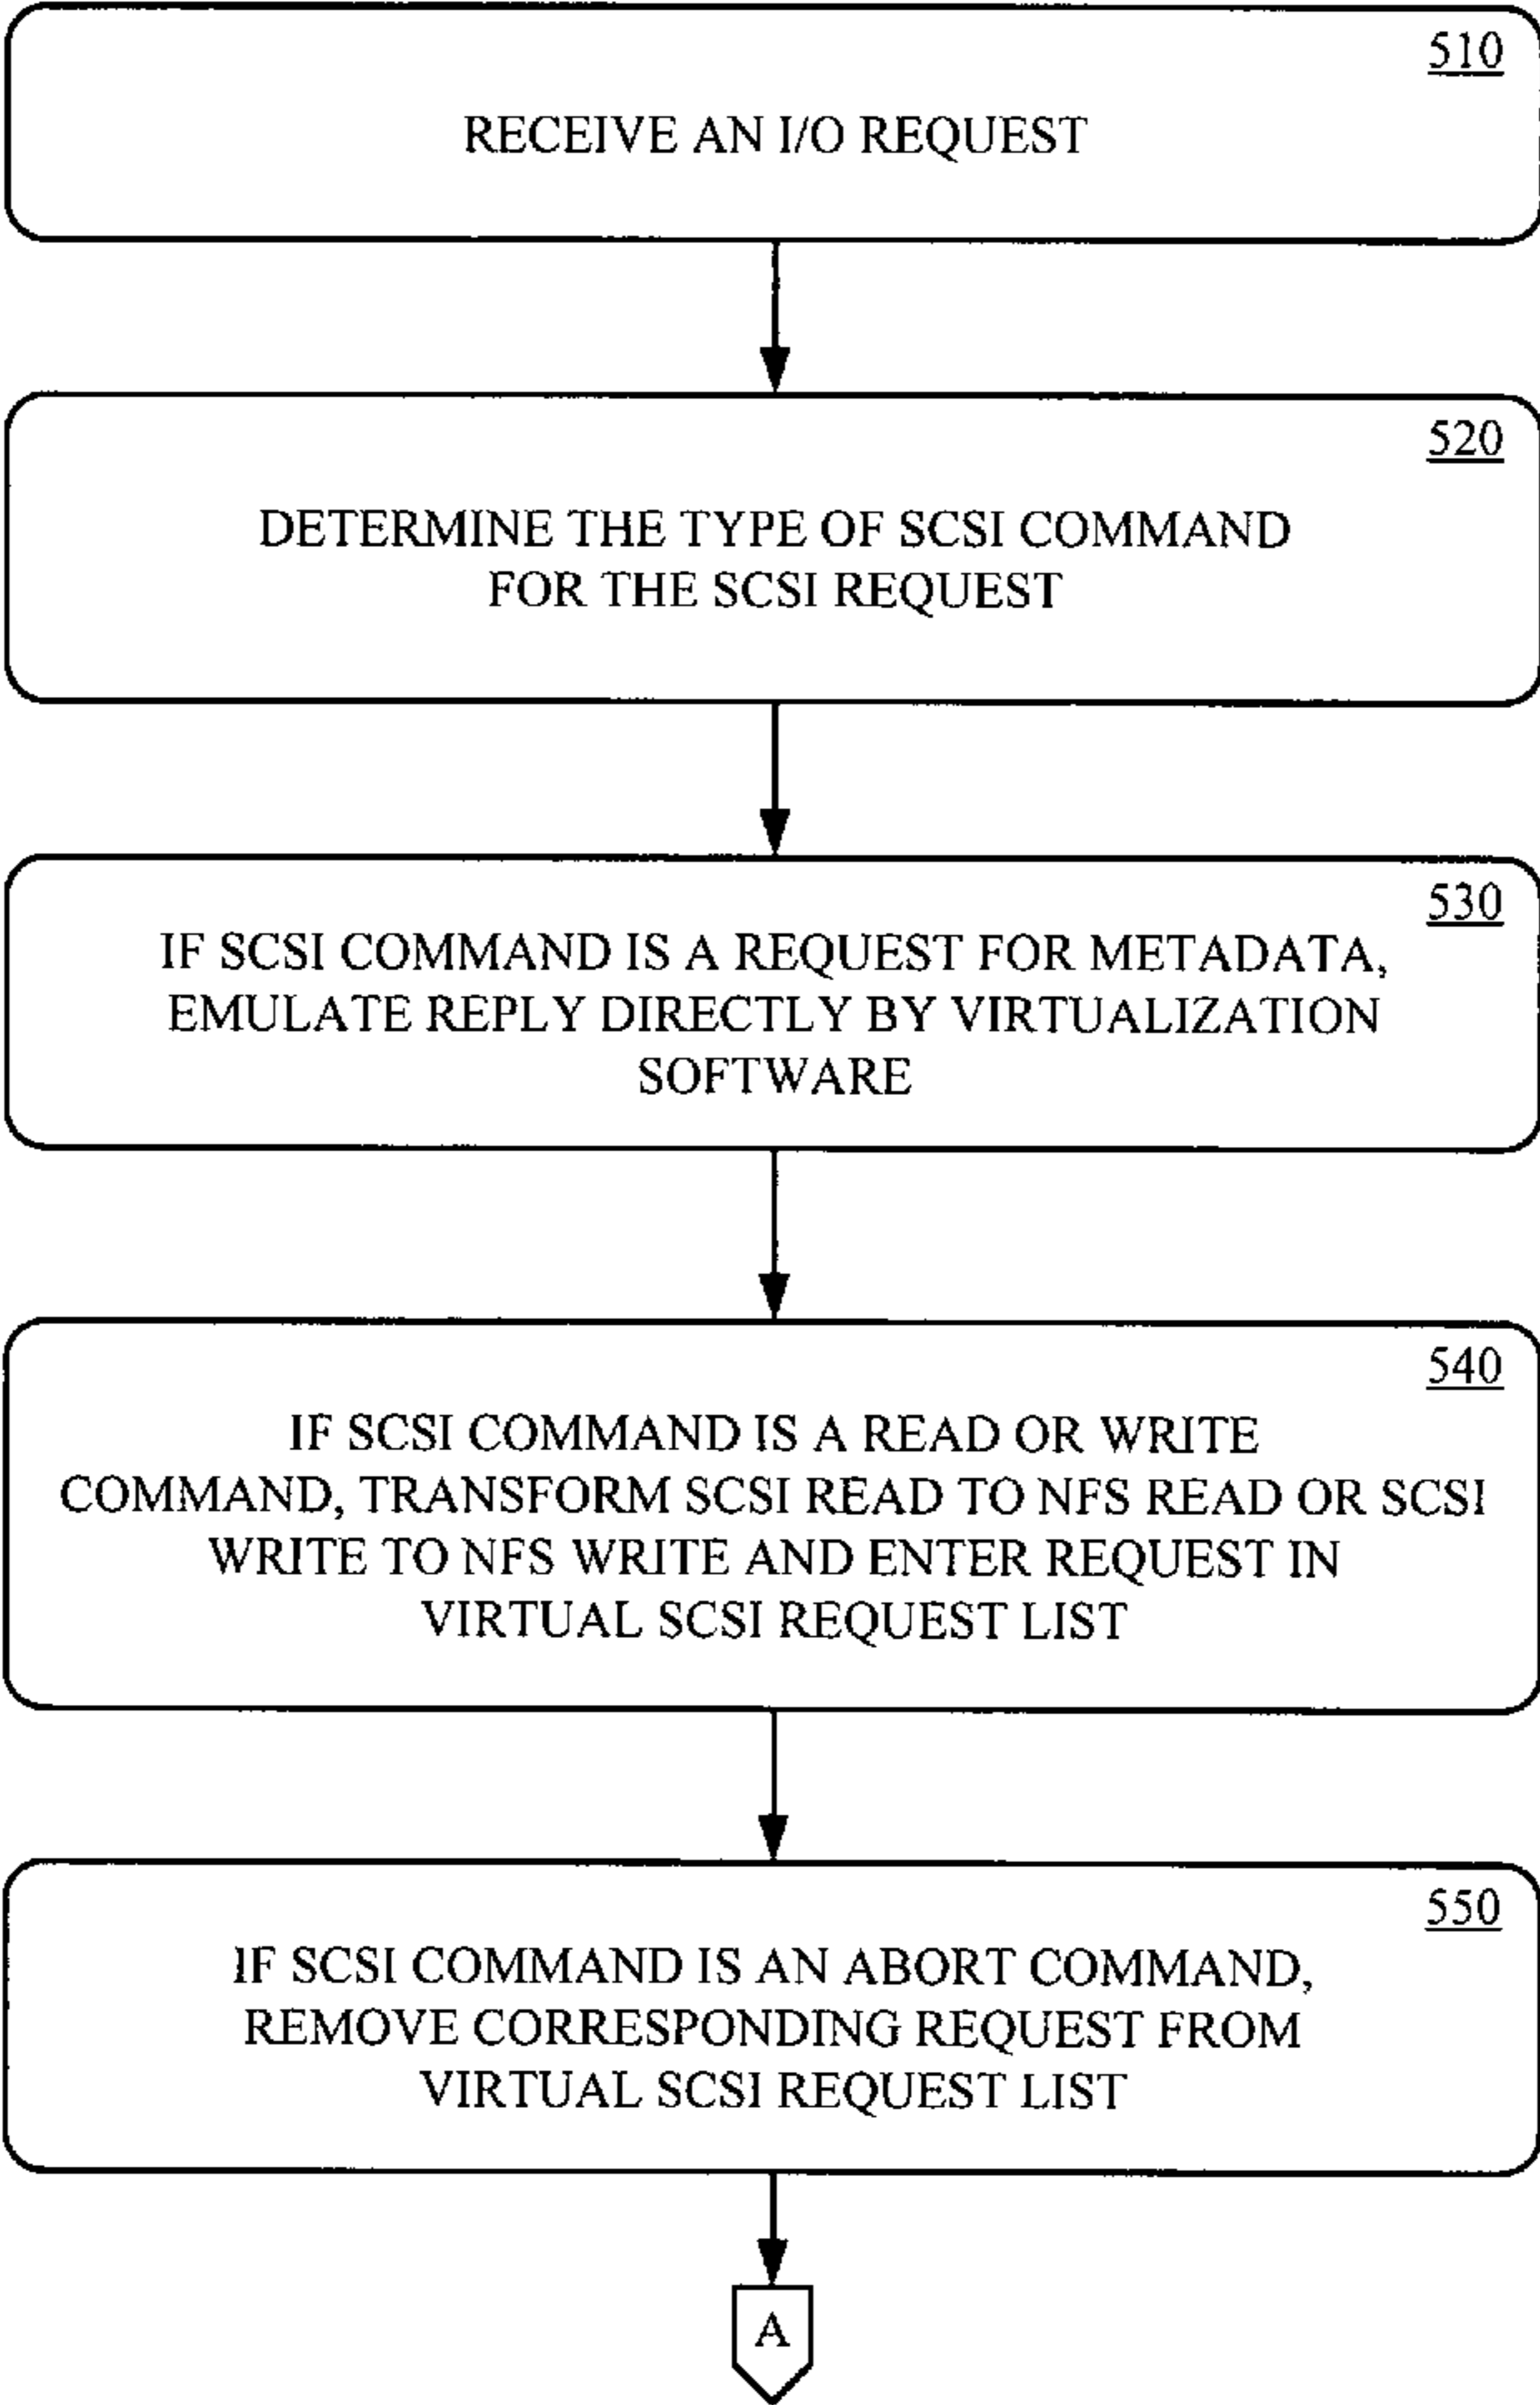 510
RECEIVE AN I/O REQUEST
520
DETERMINE THE TYPE OF SCSI COMMAND
FOR THE SCSI REQUEST
530
IF SCSI COMMAND IS A REQUEST FOR METADATA,
EMULATE REPLY DIRECTLY BY VIRTUALIZATION
SOFTWARE
540
IF SCSI COMMAND IS A READ OR WRITE
COMMAND, TRANSFORM SCSI READ TO NFS READ OR SCSI
WRITE TO NFS WRITE AND ENTER REQUEST IN
VIRTUAL SCSI REQUEST LIST
550
IF SCSI COMMAND IS AN ABORT COMMAND,
REMOVE CORRESPONDING REQUEST FROM
VIRTUAL SCSI REQUEST LIST
A